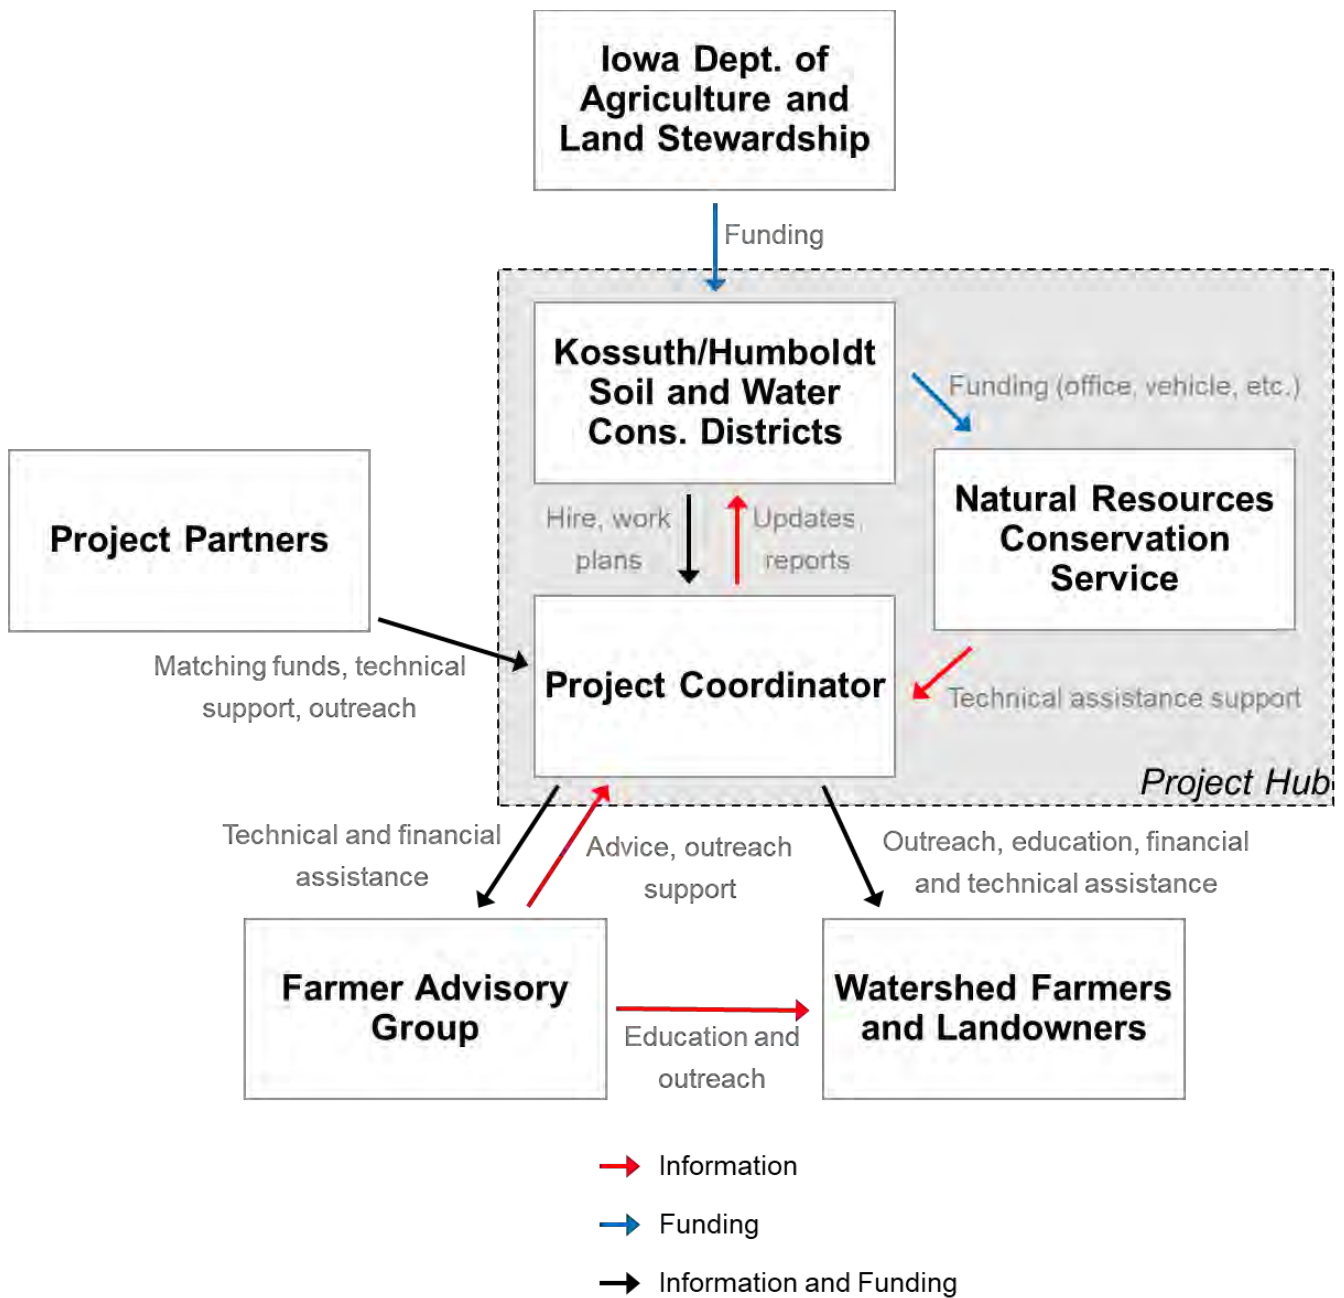 Iowa Dept. of
Agriculture and
Land Stewardship
Funding
Kossuth/Humboldt
Soil and Water
Cons. Districts
Funding (office, vehicle, etc.)
Natural Resources
Conservation
Service
Project Partners
Hire, work
plans
Updates,
reports
Project Coordinator
Matching funds, technical
support, outreach
Technical assistance support
Project Hub
Technical and financial
assistance
Advice, outreach
support
Outreach, education, financial
and technical assistance
Farmer Advisory
Group
Education and
outreach
Watershed Farmers
and Landowners
Information
Funding
Information and Funding